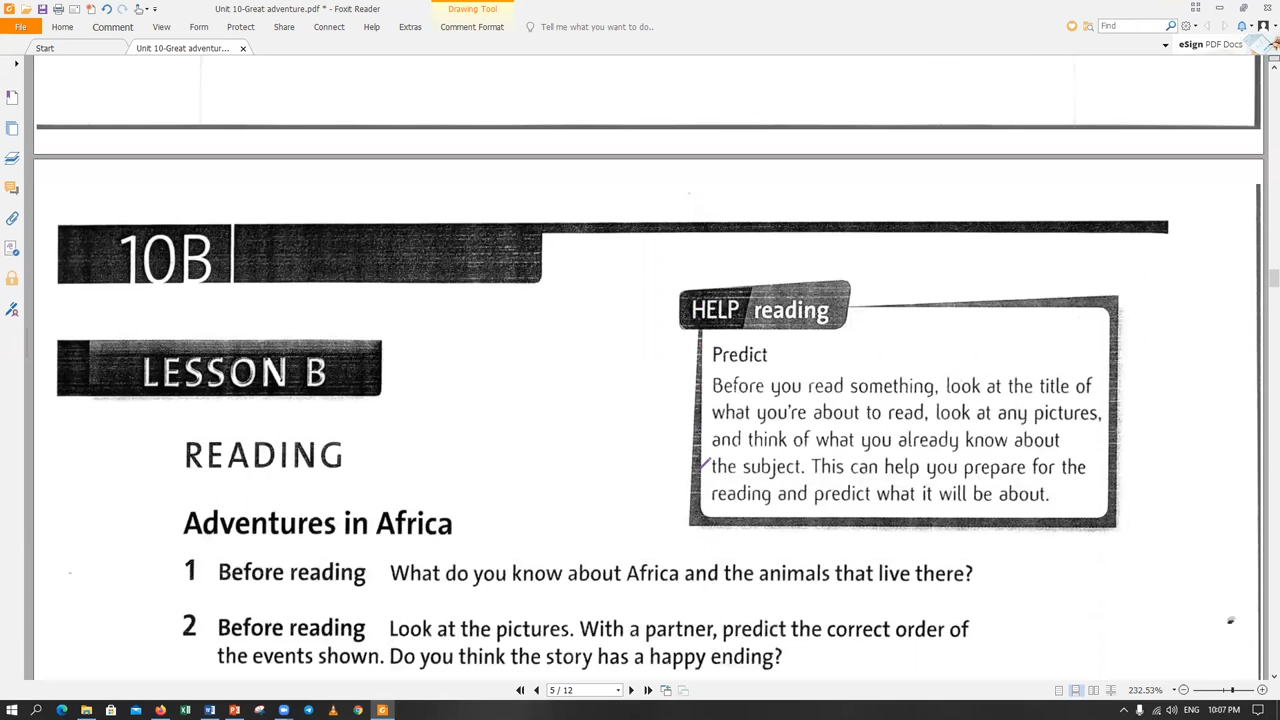 Unit 10-Great adventure.pdf * - Foxit Reader
Drawing Tool
File
Home
Comment
View
Form
Protect
Share
Connect
Help
Extras
Comment Format
Tell me what you want to do..
Find
Start
Unit 10-Great adventur...
eSign PDF Docs
10B
HELP reading
Predict
Before you read something, look at the title of
what you're about to read, look at any pictures,
and think of what you already know about
the subject. This can help you prepare for the
reading and predict what it will be about.
LESSON B
READING
Adventures in Africa
1 Before reading What do you know about Africa and the animals that live there?
2 Before reading Look at the pictures. With a partner, predict the correct order of
the events shown. Do you think the story has a happy ending?
5 / 12
232.53%
10:07 PM